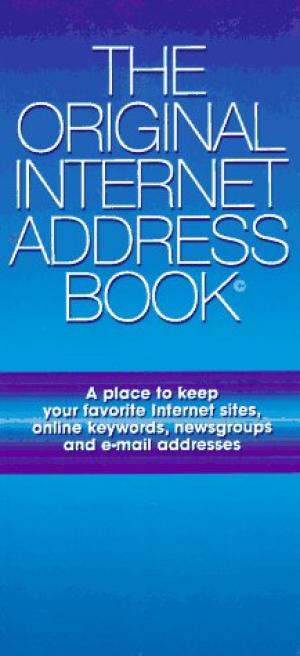 THE
ORIGINAL
INTERNET
ADDRESS
BOOK©
A place to keep
your favorite Internet sites,
online keywords, newsgroups
and e-mail addresses